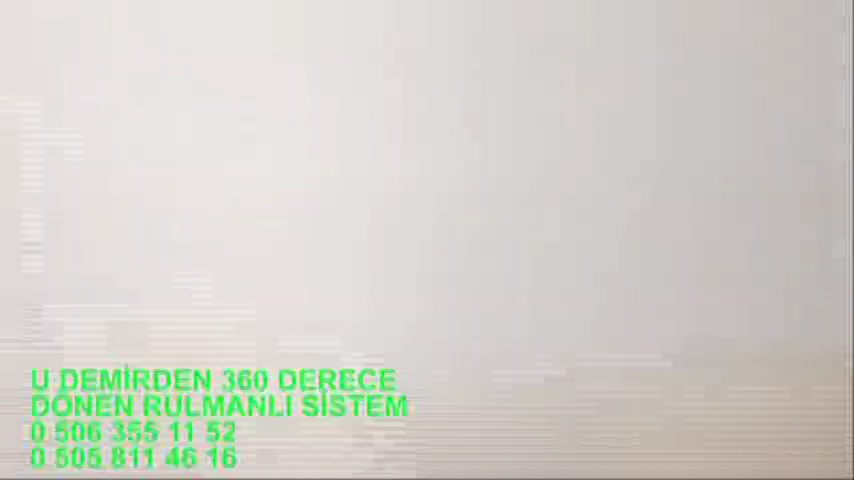 U DEMİRDEN 360 DERECE
DÖNEN RULMANLI SİSTEM
0 506 355 11 52
0 505 811 46 16